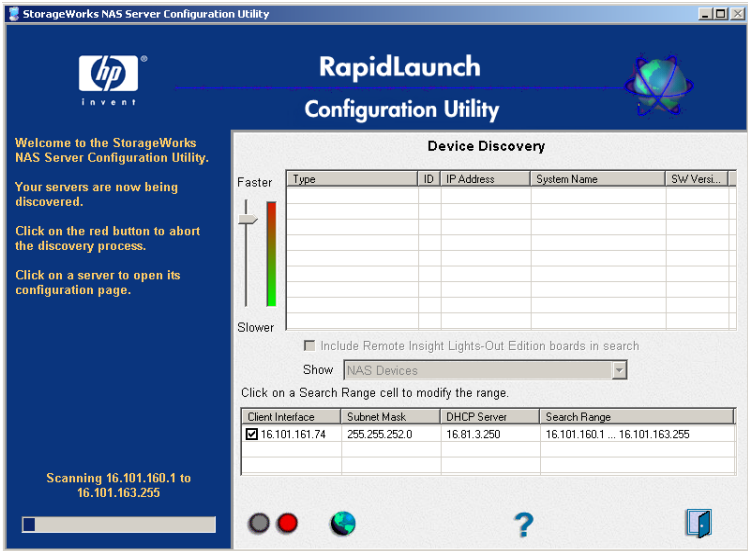 StorageWorks NAS Server Configuration Utility
hp
invent
RapidLaunch
Configuration Utility
Welcome to the StorageWorks
NAS Server Configuration Utility.
Your servers are now being
discovered.
Click on the red button to abort
the discovery process.
Click on a server to open its
configuration page.
Scanning 16.101.160.1 to
16.101.163.255
Device Discovery
Faster
Slower
Type ID IP Address System Name SW Versi...
Include Remote Insight Lights-Out Edition boards in search
Show NAS Devices
Click on a Search Range cell to modify the range.
Client Interface Subnet Mask DHCP Server Search Range
16.101.161.74 255.255.252.0 16.81.3.250 16.101.160.1 ... 16.101.163.255
?